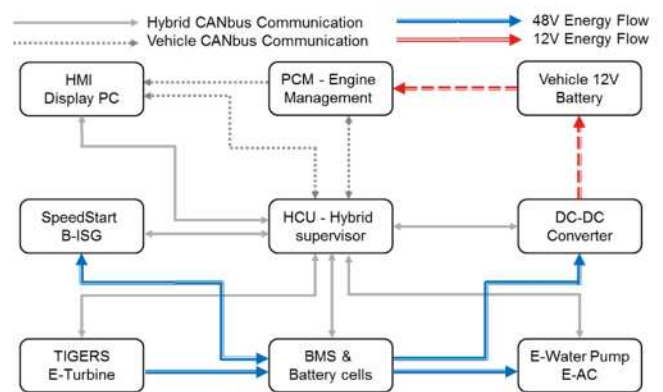 Hybrid CANbus Communication
48V Energy Flow
Vehicle CANbus Communication
12V Energy Flow
HMI
Display PC
PCM - Engine
Management
Vehicle 12V
Battery
SpeedStart
B-ISG
HCU - Hybrid
supervisor
DC-DC
Converter
TIGERS
E-Turbine
BMS &
Battery cells
E-Water Pump
E-AC